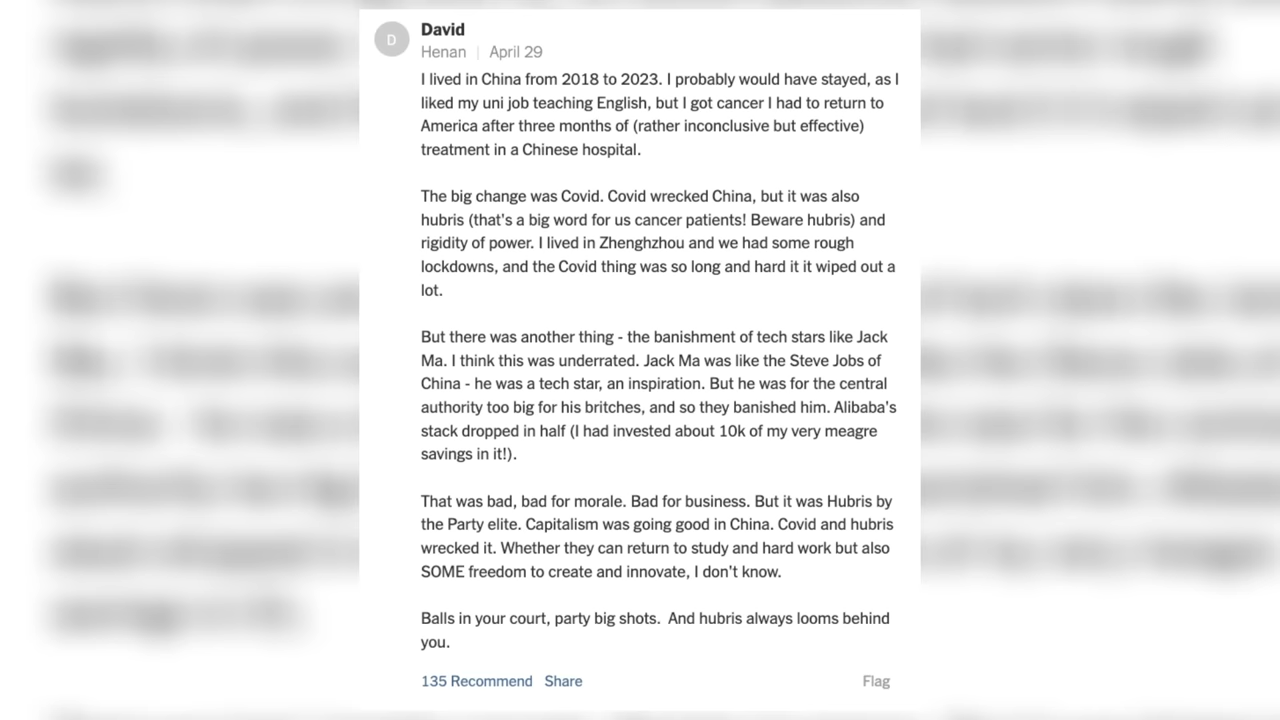 D
David
Henan | April 29
I lived in China from 2018 to 2023. I probably would have stayed, as I
liked my uni job teaching English, but I got cancer I had to return to
America after three months of (rather inconclusive but effective)
treatment in a Chinese hospital.
The big change was Covid. Covid wrecked China, but it was also
hubris (that's a big word for us cancer patients! Beware hubris) and
rigidity of power. I lived in Zhenghzhou and we had some rough
lockdowns, and the Covid thing was so long and hard it it wiped out a
lot.
But there was another thing - the banishment of tech stars like Jack
Ma. I think this was underrated. Jack Ma was like the Steve Jobs of
China - he was a tech star, an inspiration. But he was for the central
authority too big for his britches, and so they banished him. Alibaba's
stack dropped in half (I had invested about 10k of my very meagre
savings in it!).
That was bad, bad for morale. Bad for business. But it was Hubris by
the Party elite. Capitalism was going good in China. Covid and hubris
wrecked it. Whether they can return to study and hard work but also
SOME freedom to create and innovate, I don't know.
Balls in your court, party big shots.  And hubris always looms behind
you.
135 Recommend Share Flag